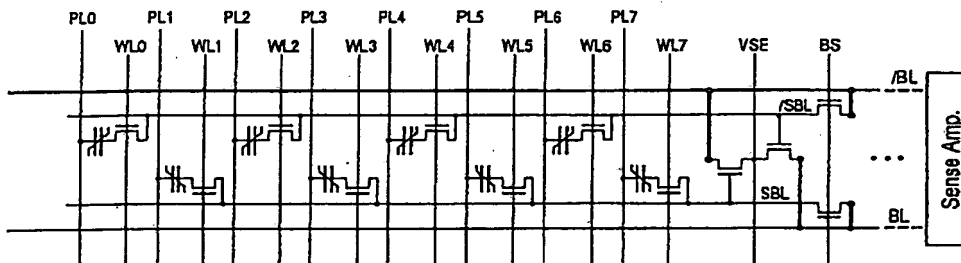 PL0 PL1 PL2 PL3 PL4 PL5 PL6 PL7
WL0 WL1 WL2 WL3 WL4 WL5 WL6 WL7 VSE BS
/BL
/SBL
SBL
BL
Sense Amp.